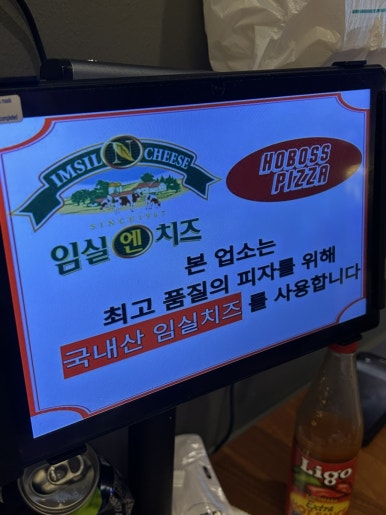 IMSIL N CHEESE
SINCE 1967
임실엔치즈
HOBOSS
PIZZA
본 업소는
최고 품질의 피자를 위해
국내산 임실치즈 를 사용합니다
Ligo
Extra